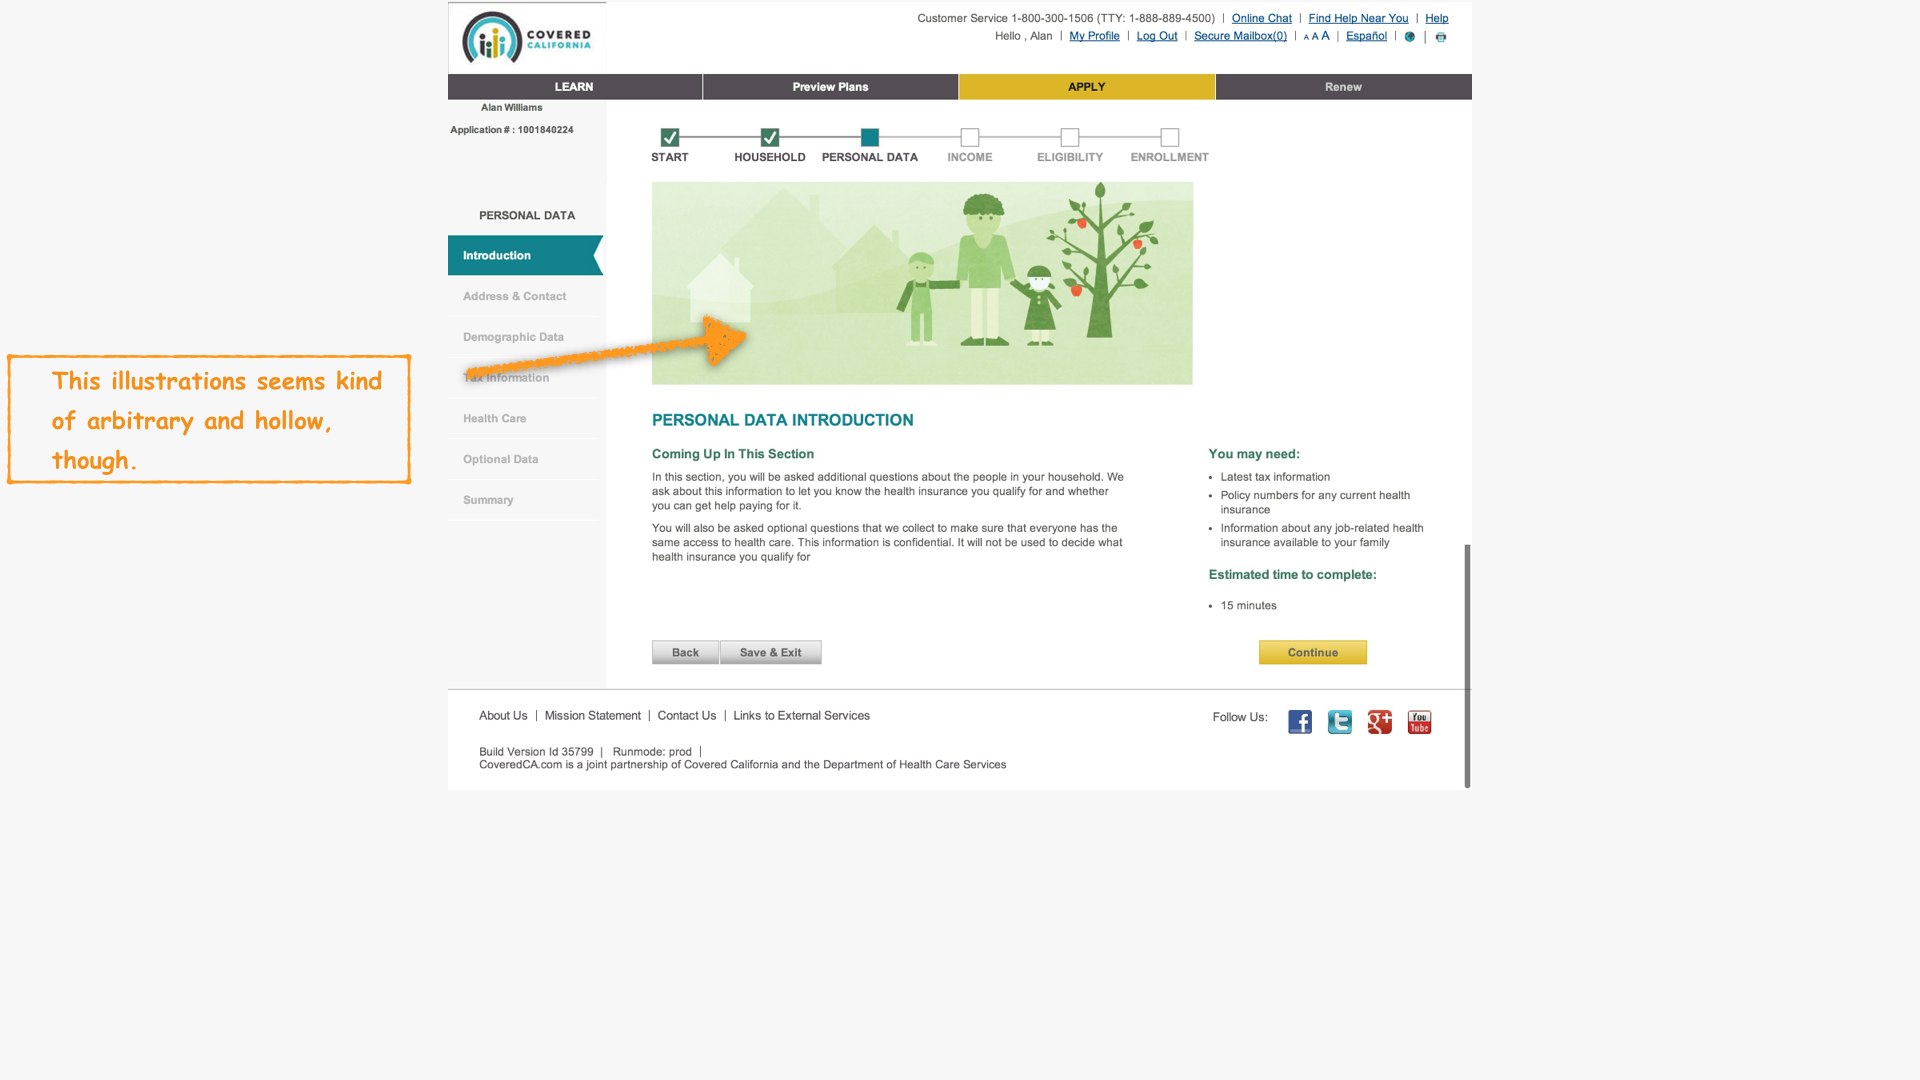 COVERED
CALIFORNIA
Customer Service 1-800-300-1506 (TTY: 1-888-889-4500) | Online Chat | Find Help Near You | Help
Hello , Alan | My Profile | Log Out | Secure Mailbox(0) | A A A | Español |  |
LEARN
Preview Plans
APPLY
Renew
Alan Williams
Application # : 1001840224
START
HOUSEHOLD
PERSONAL DATA
INCOME
ELIGIBILITY
ENROLLMENT
PERSONAL DATA
Introduction
Address & Contact
Demographic Data
Tax Information
Health Care
Optional Data
Summary
This illustrations seems kind
of arbitrary and hollow,
though.
PERSONAL DATA INTRODUCTION
Coming Up In This Section
In this section, you will be asked additional questions about the people in your household. We
ask about this information to let you know the health insurance you qualify for and whether
you can get help paying for it.
You will also be asked optional questions that we collect to make sure that everyone has the
same access to health care. This information is confidential. It will not be used to decide what
health insurance you qualify for
You may need:
• Latest tax information
• Policy numbers for any current health
insurance
• Information about any job-related health
insurance available to your family
Estimated time to complete:
• 15 minutes
Back
Save & Exit
Continue
About Us | Mission Statement | Contact Us | Links to External Services
Follow Us:
f
t
g+
You
Tube
Build Version Id 35799 | Runmode: prod |
CoveredCA.com is a joint partnership of Covered California and the Department of Health Care Services